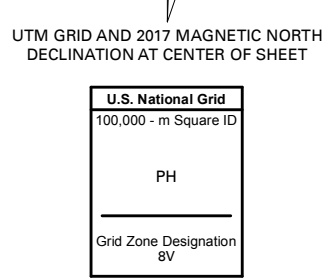 UTM GRID AND 2017 MAGNETIC NORTH
DECLINATION AT CENTER OF SHEET
U.S. National Grid
100,000 - m Square ID
PH
Grid Zone Designation
8V